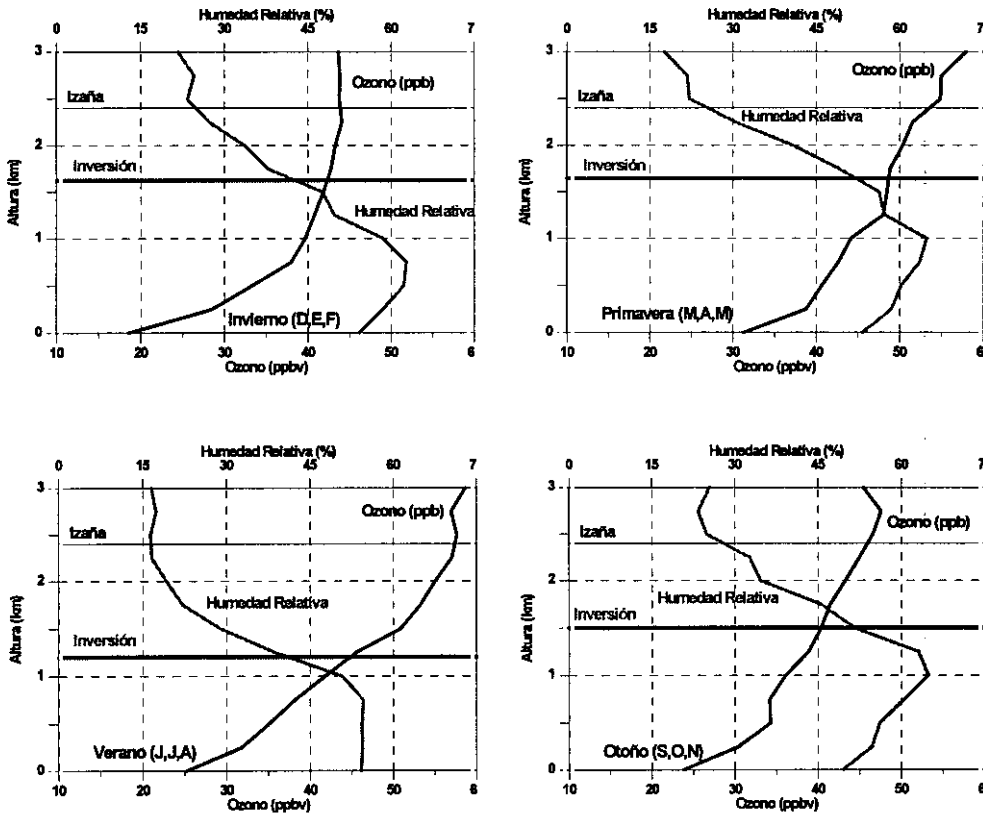 Humedad Relativa (%)
0 15 30 45 60 7
3
Ozono (ppb)
Izaña
2
Inversión
Humedad Relativa
1
Invierno (D,E,F)
0
Altura (km)
10 20 30 40 50 6
Ozono (ppbv)
Humedad Relativa (%)
0 15 30 45 60 7
3
Ozono (ppb)
Izaña
Humedad Relativa
2
Inversión
1
Primavera (M,A,M)
0
Altura (km)
10 20 30 40 50 6
Ozono (ppbv)
Humedad Relativa (%)
0 15 30 45 60 7
3
Ozono (ppb)
Izaña
2
Humedad Relativa
Inversión
1
Verano (J,J,A)
0
Altura (km)
10 20 30 40 50 6
Ozono (ppbv)
Humedad Relativa (%)
0 15 30 45 60 7
3
Ozono (ppb)
Izaña
2
Humedad Relativa
Inversión
1
Otoño (S,O,N)
0
Altura (km)
10 20 30 40 50 6
Ozono (ppbv)